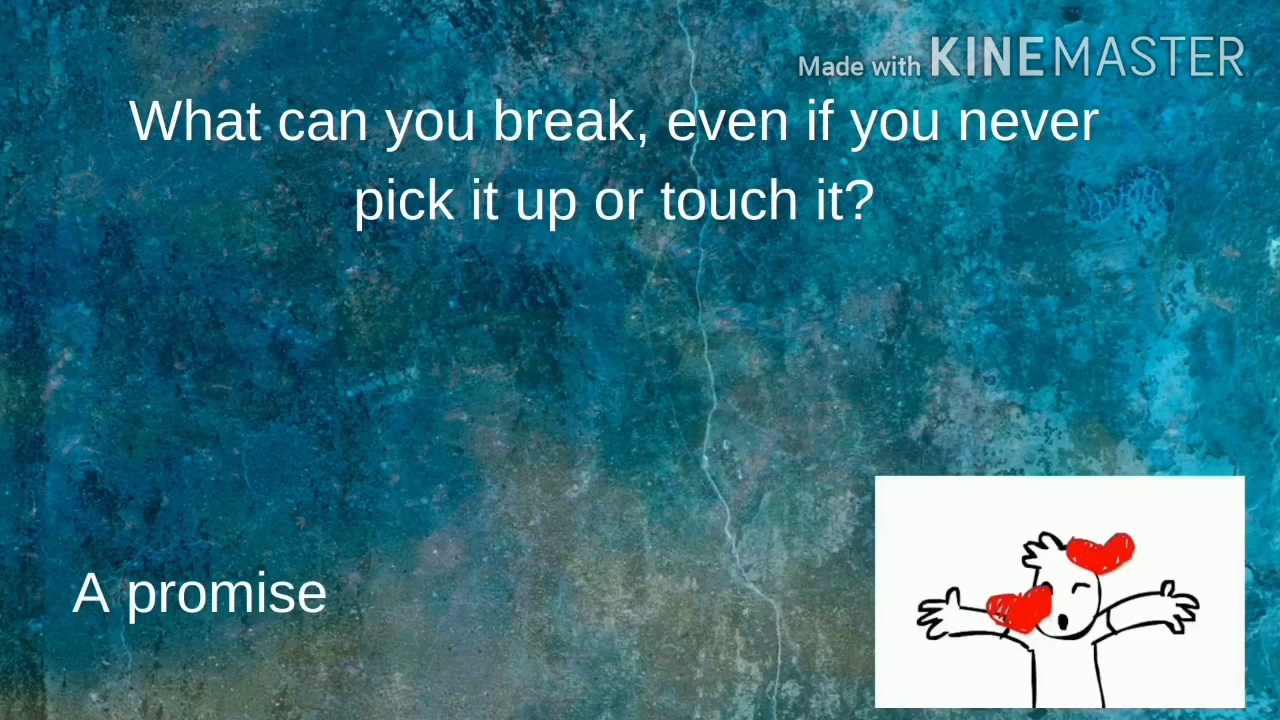 Made with KINEMASTER
What can you break, even if you never
pick it up or touch it?
A promise